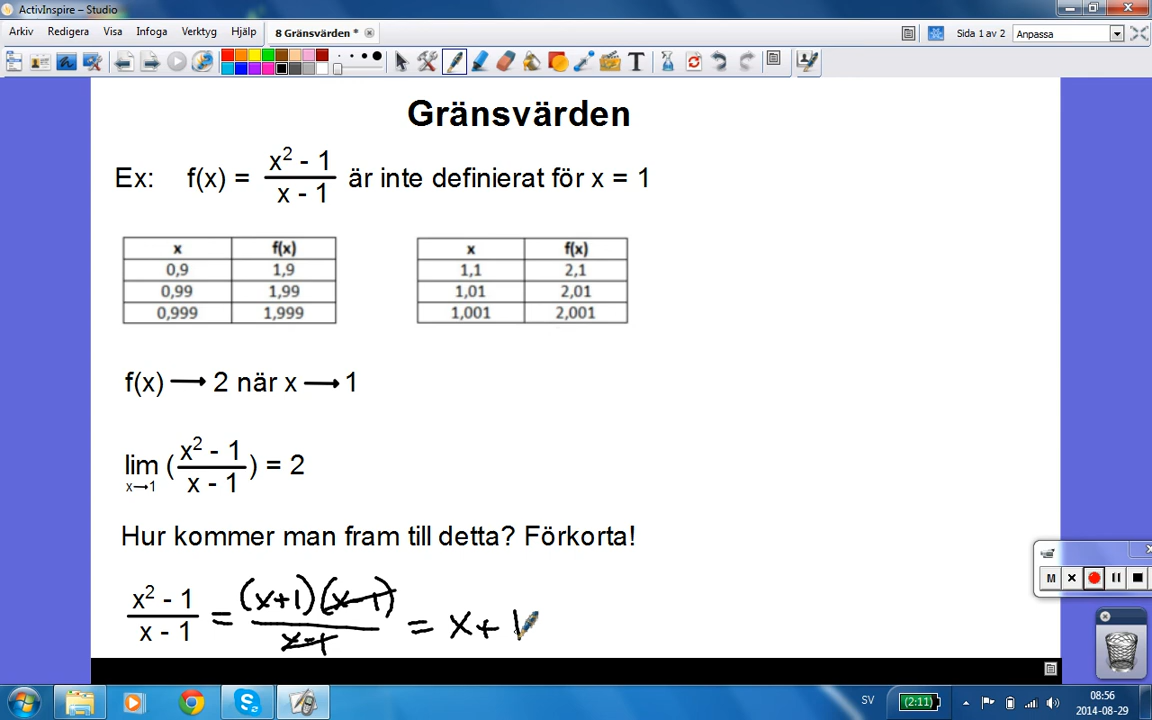 ActivInspire – Studio
Arkiv Redigera Visa Infoga Verktyg Hjälp 8 Gränsvärden * Sida 1 av 2 Anpassa
Gränsvärden
Ex: f(x) = x² - 1 / x - 1 är inte definierat för x = 1
x f(x)
0,9 1,9
0,99 1,99
0,999 1,999
x f(x)
1,1 2,1
1,01 2,01
1,001 2,001
f(x) → 2 när x → 1
lim x→1 (x² - 1 / x - 1) = 2
Hur kommer man fram till detta? Förkorta!
x² - 1 / x - 1 = (x+1)(x-1) / x-1 = x+1
M
SV (2:11) 08:56
2014-08-29